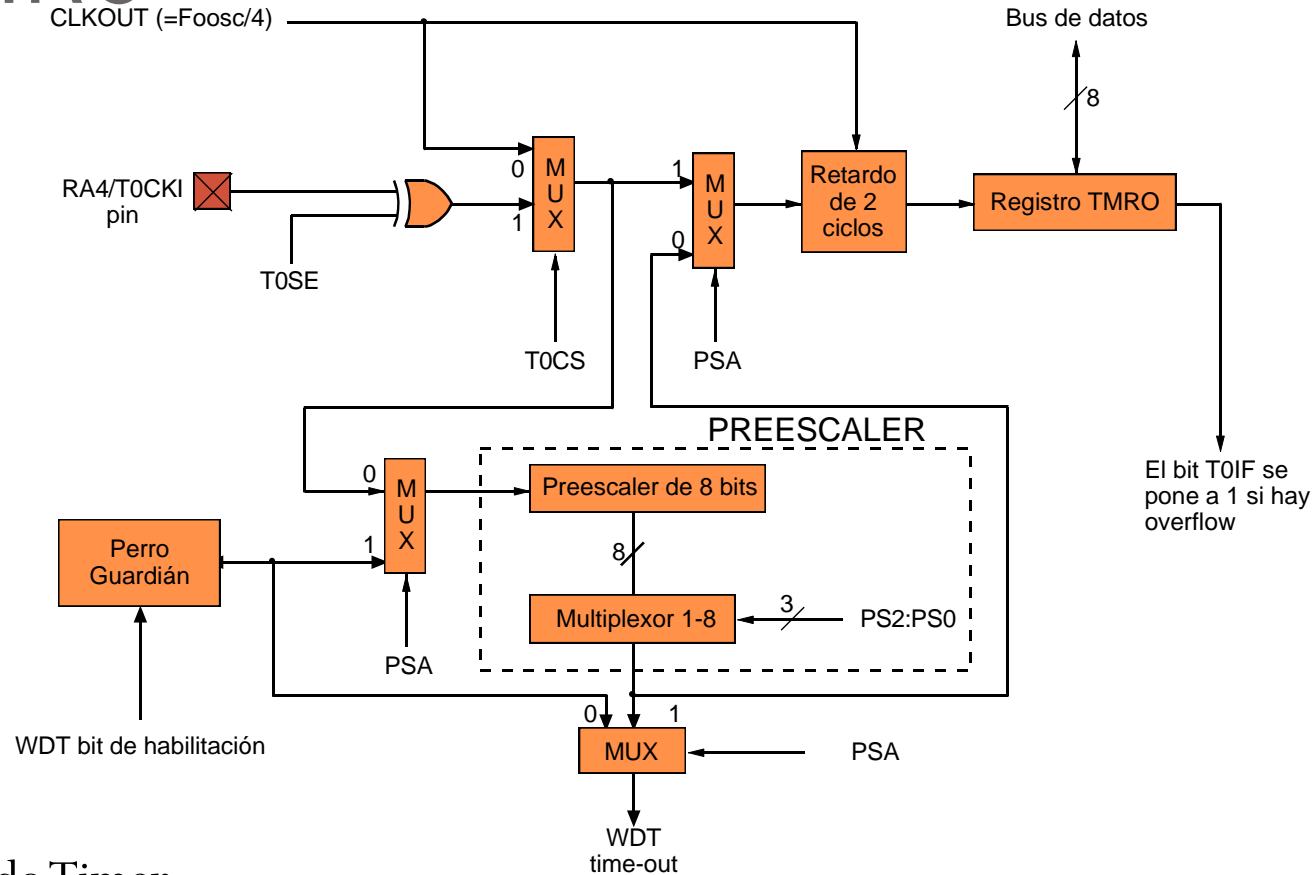 CLKOUT (=Foosc/4)
Bus de datos
8
RA4/T0CKI
pin
T0SE
0
1
M
U
X
T0CS
1
0
M
U
X
PSA
Retardo
de 2
ciclos
Registro TMRO
El bit T0IF se
pone a 1 si hay
overflow
PREESCALER
Preescaler de 8 bits
8
Multiplexor 1-8
3
PS2:PS0
0
1
M
U
X
PSA
Perro
Guardián
WDT bit de habilitación
0
1
MUX
PSA
WDT
time-out